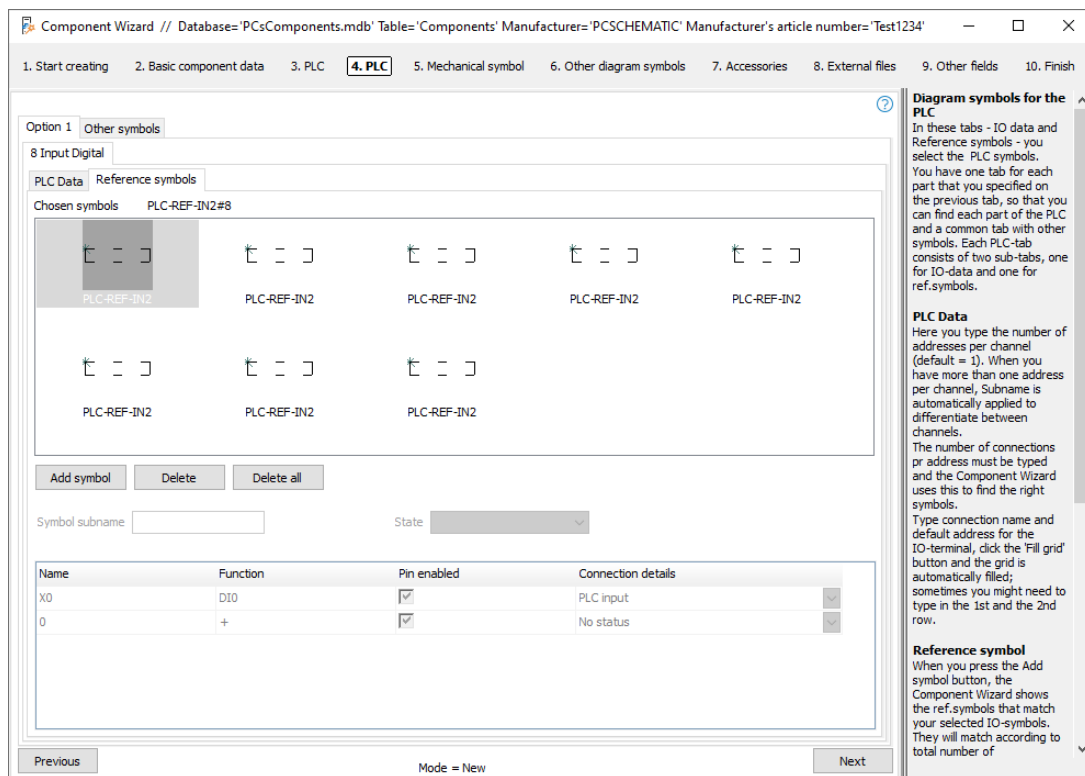 Component Wizard // Database='PCsComponents.mdb' Table='Components' Manufacturer='PCSCHEMATIC' Manufacturer's article number='Test1234'
1. Start creating 2. Basic component data 3. PLC 4. PLC 5. Mechanical symbol 6. Other diagram symbols 7. Accessories 8. External files 9. Other fields 10. Finish
?
Option 1 Other symbols
8 Input Digital
PLC Data Reference symbols
Chosen symbols PLC-REF-IN2#8
PLC-REF-IN2 PLC-REF-IN2 PLC-REF-IN2 PLC-REF-IN2 PLC-REF-IN2
PLC-REF-IN2 PLC-REF-IN2 PLC-REF-IN2
Add symbol Delete Delete all
Symbol subname State
Name Function Pin enabled Connection details
X0 DI0 PLC input
0 + No status
Previous Mode = New Next
Diagram symbols for the
PLC
In these tabs - IO data and
Reference symbols - you
select the PLC symbols.
You have one tab for each
part that you specified on
the previous tab, so that you
can find each part of the PLC
and a common tab with other
symbols. Each PLC-tab
consists of two sub-tabs, one
for IO-data and one for
ref.symbols.
PLC Data
Here you type the number of
addresses per channel
(default = 1). When you
have more than one address
per channel, Subname is
automatically applied to
differentiate between
channels.
The number of connections
pr address must be typed
and the Component Wizard
uses this to find the right
symbols.
Type connection name and
default address for the
IO-terminal, click the 'Fill grid'
button and the grid is
automatically filled;
sometimes you might need to
type in the 1st and the 2nd
row.
Reference symbol
When you press the Add
symbol button, the
Component Wizard shows
the ref.symbols that match
your selected IO-symbols.
They will match according to
total number of